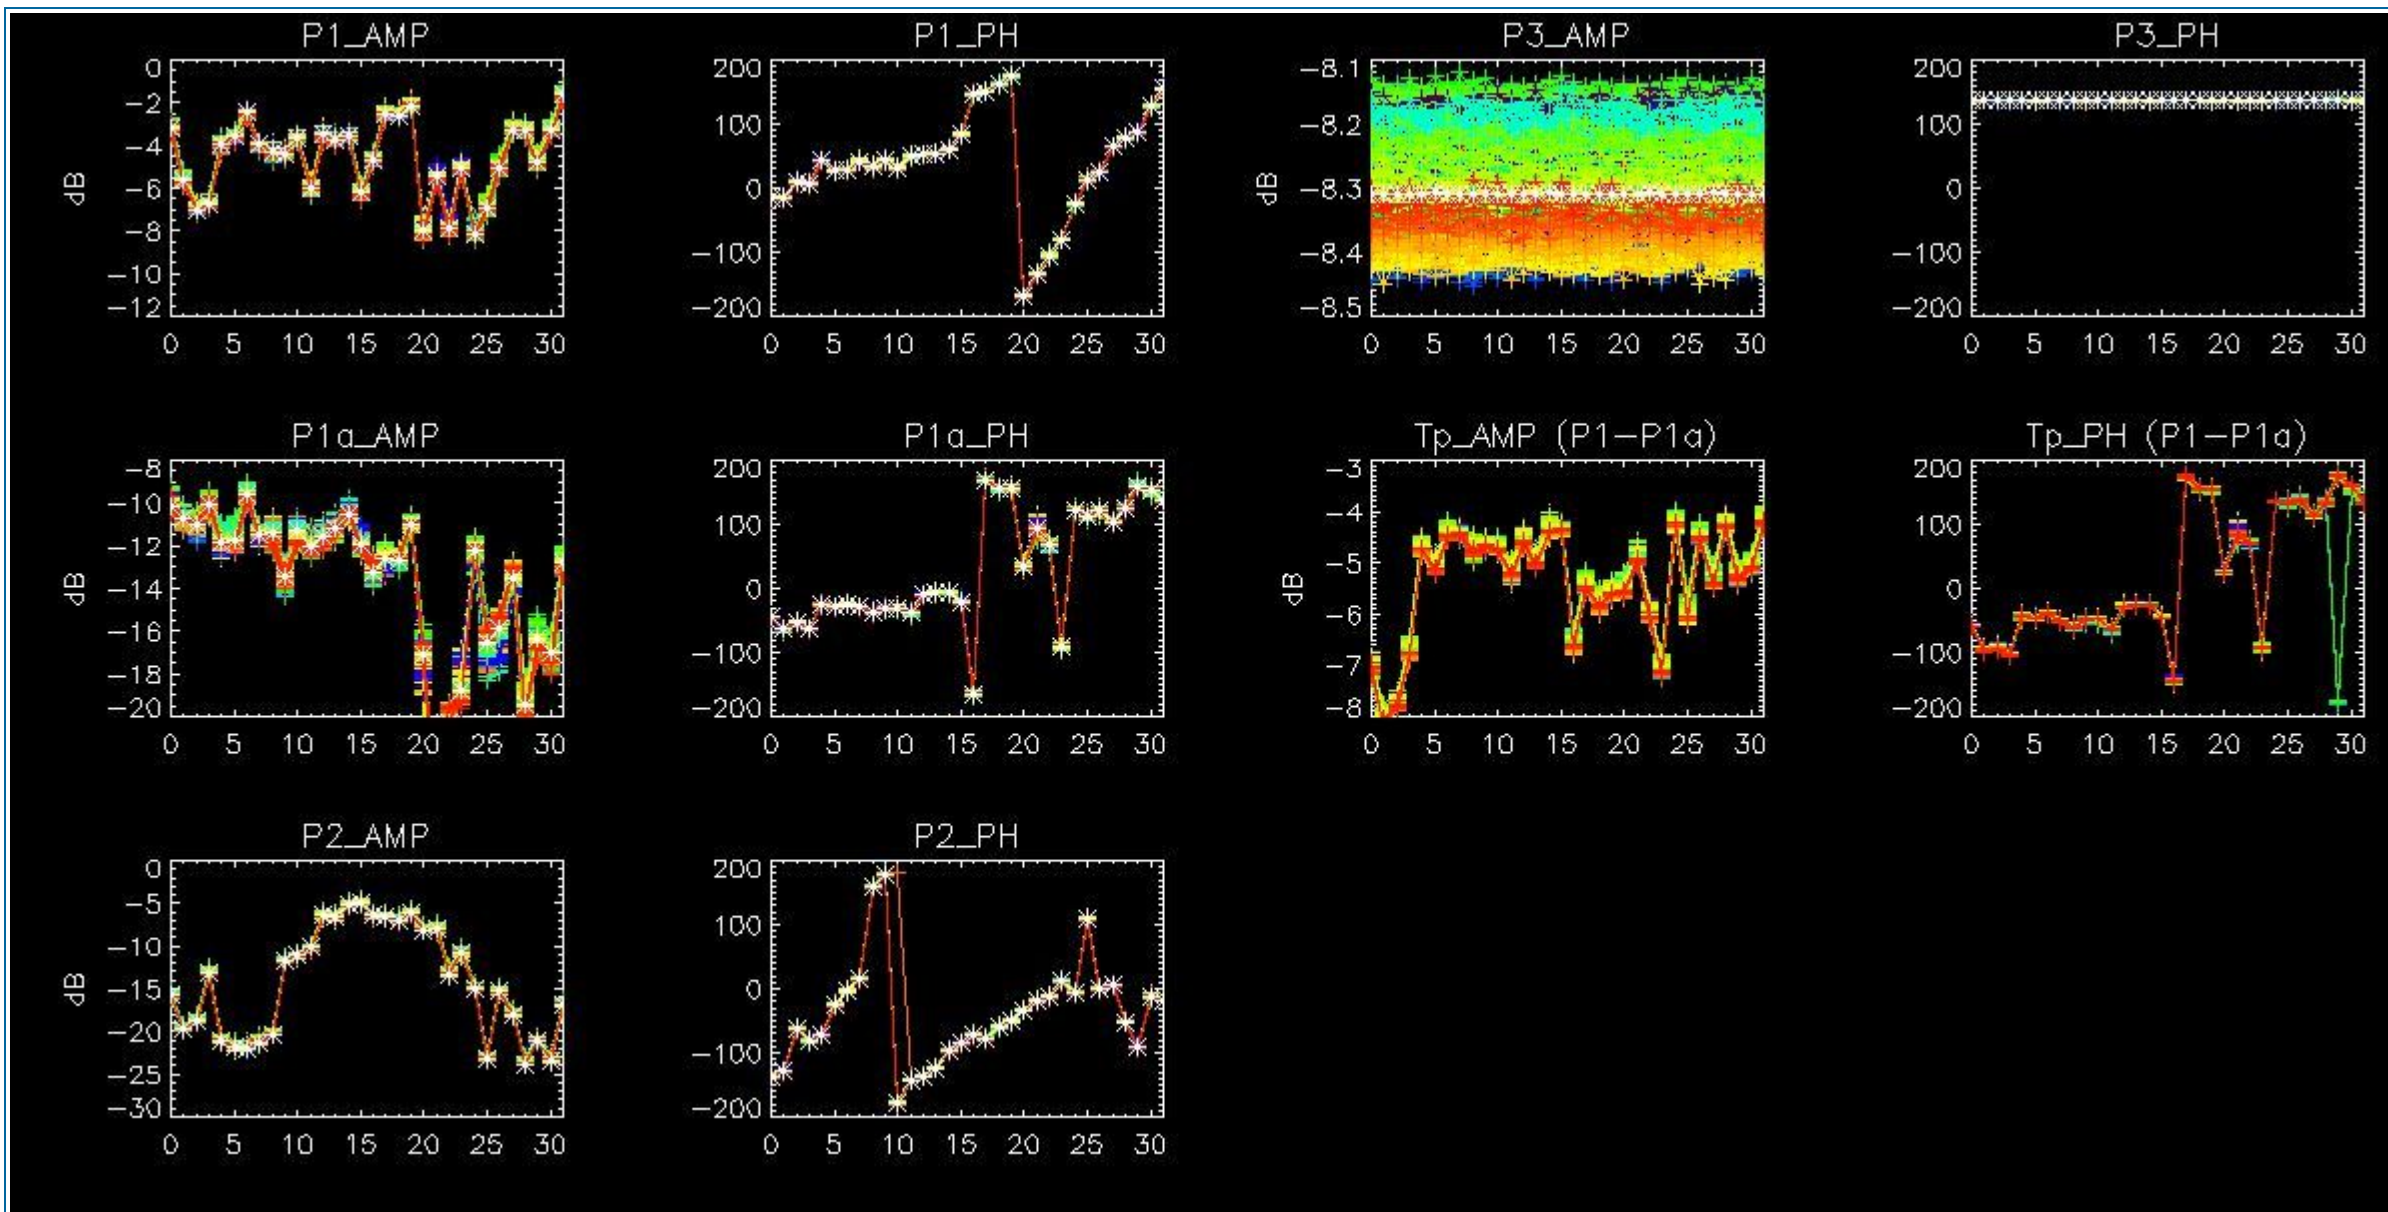 P1_AMP
0
−2
−4
−6
−8
−10
−12
dB
0 5 10 15 20 25 30
P1_PH
200
100
0
−100
−200
0 5 10 15 20 25 30
P3_AMP
−8.1
−8.2
−8.3
−8.4
−8.5
dB
0 5 10 15 20 25 30
P3_PH
200
100
0
−100
−200
0 5 10 15 20 25 30
P1a_AMP
−8
−10
−12
−14
−16
−18
−20
dB
0 5 10 15 20 25 30
P1a_PH
200
100
0
−100
−200
0 5 10 15 20 25 30
Tp_AMP (P1−P1a)
−3
−4
−5
−6
−7
−8
dB
0 5 10 15 20 25 30
Tp_PH (P1−P1a)
200
100
0
−100
−200
0 5 10 15 20 25 30
P2_AMP
0
−5
−10
−15
−20
−25
−30
dB
0 5 10 15 20 25 30
P2_PH
200
100
0
−100
−200
0 5 10 15 20 25 30